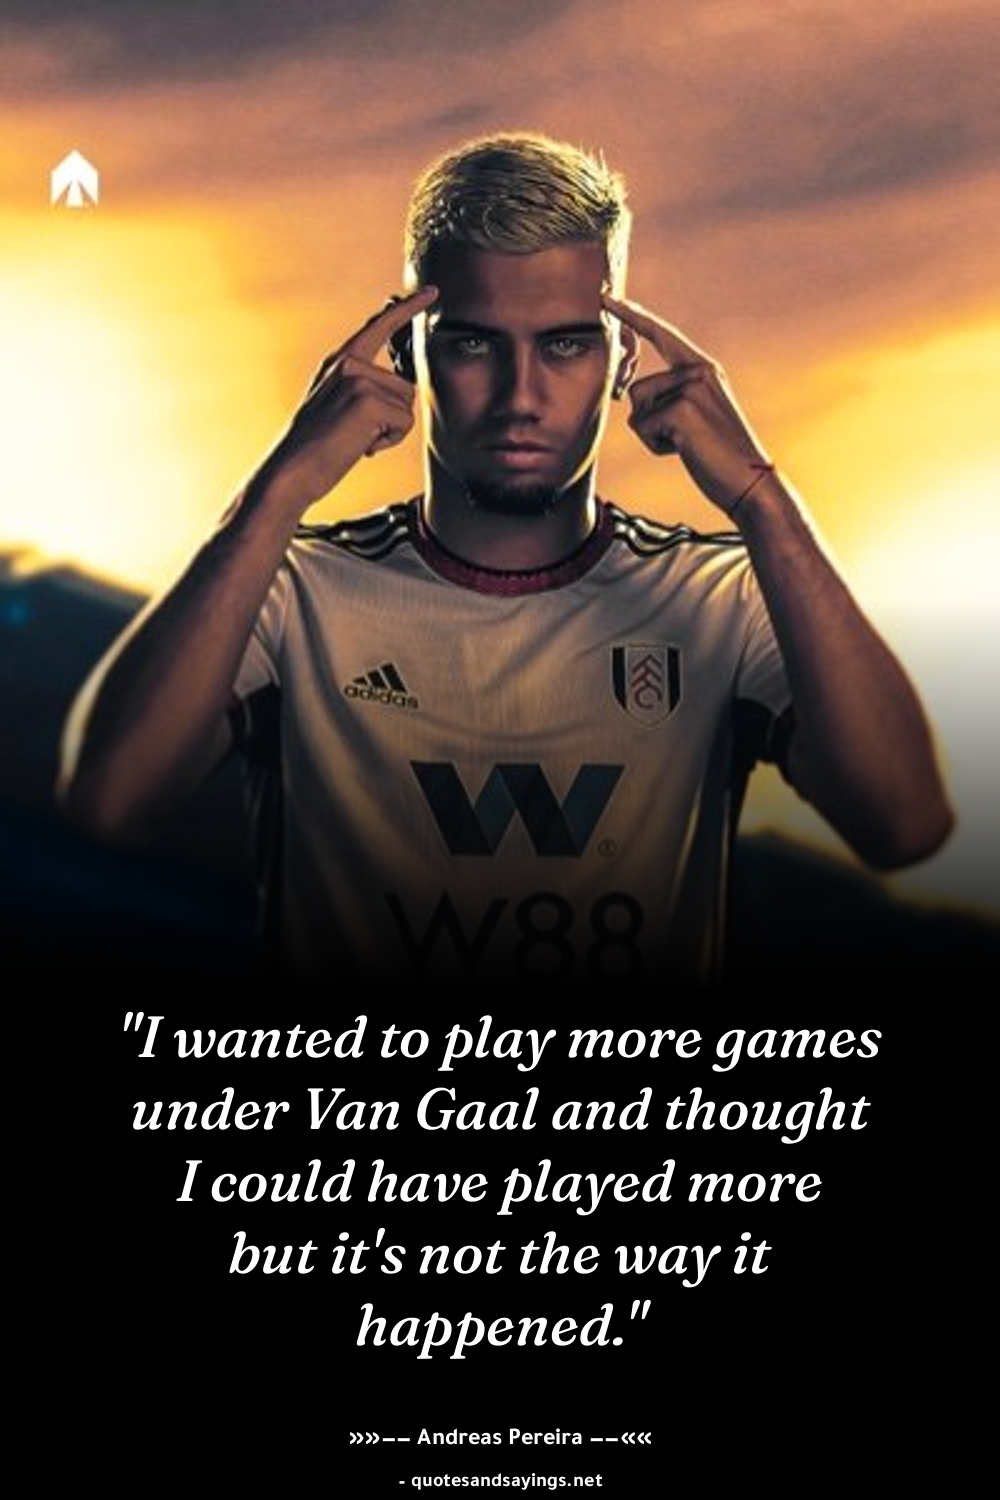 adidas
W
W88
"I wanted to play more games
under Van Gaal and thought
I could have played more
but it's not the way it
happened."
»»–– Andreas Pereira ––««
- quotesandsayings.net